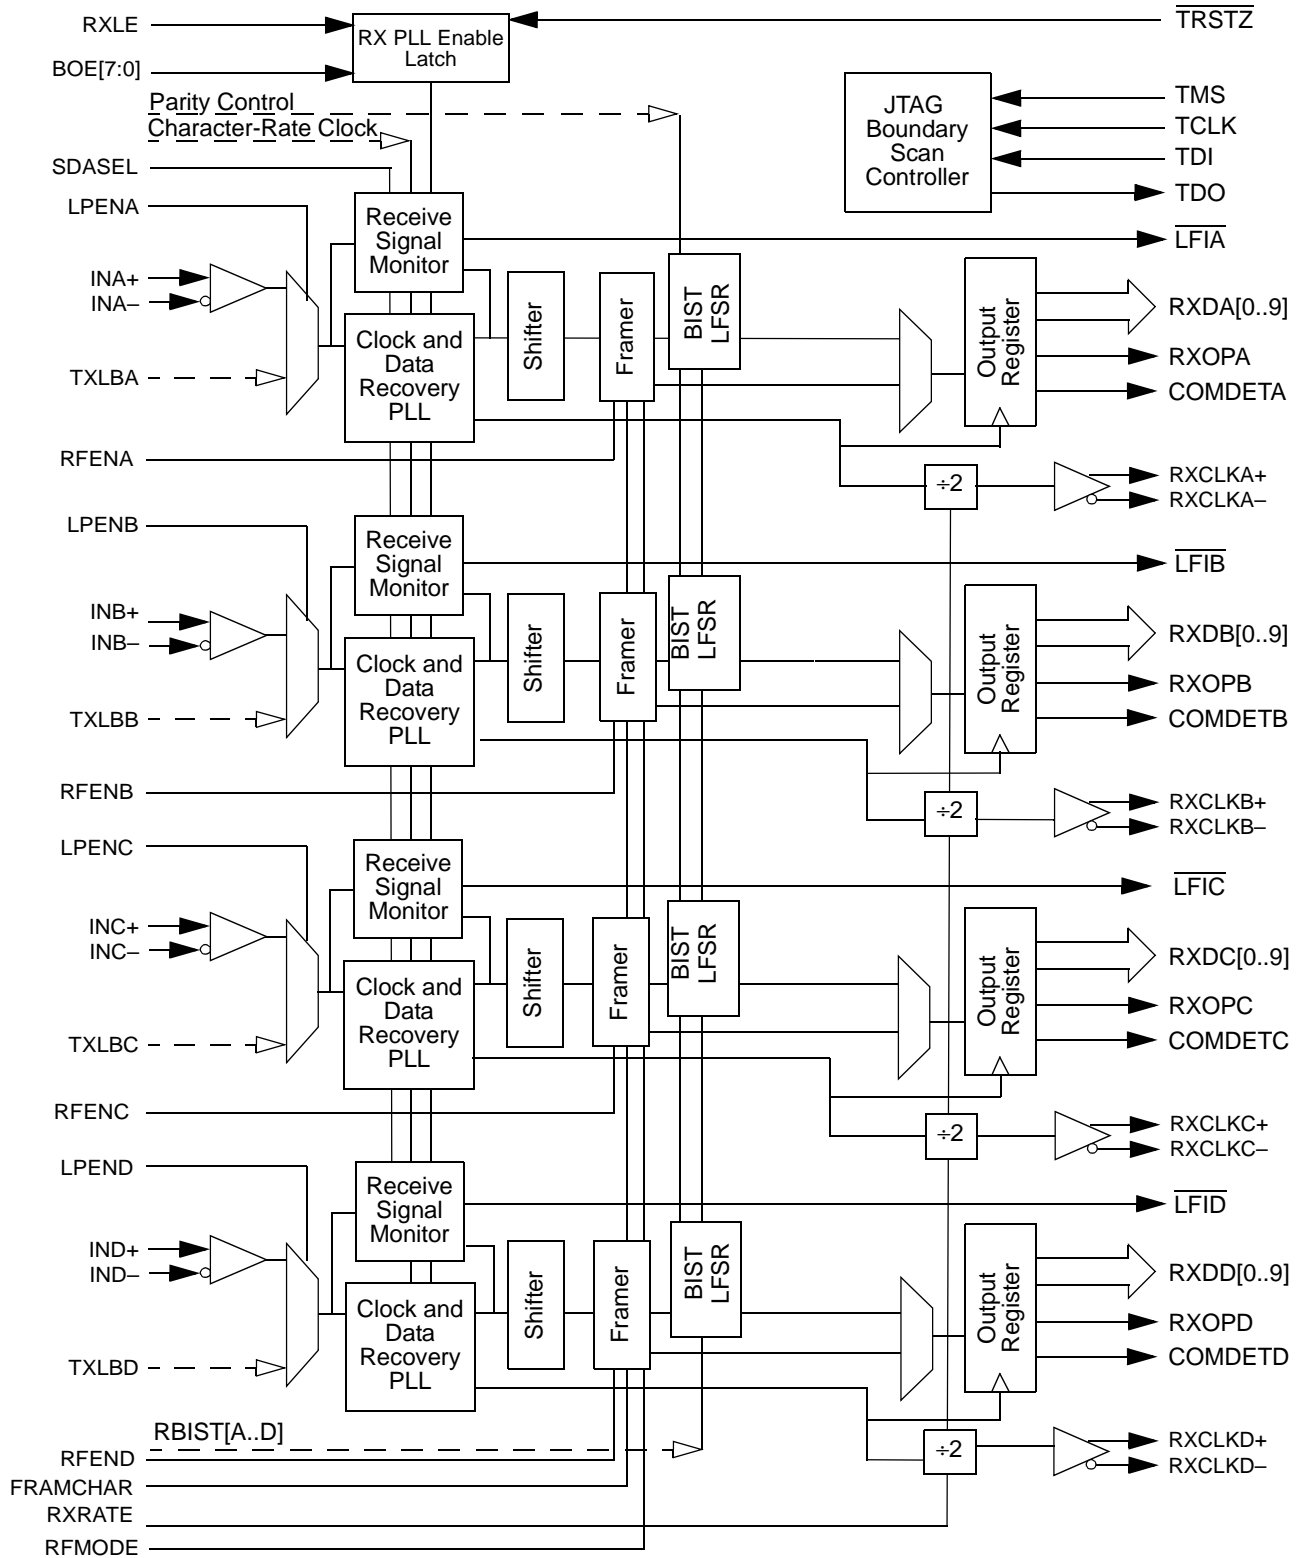 RXLE
RX PLL Enable
Latch
TRSTZ
BOE[7:0]
Parity Control
Character-Rate Clock
JTAG
Boundary
Scan
Controller
TMS
TCLK
TDI
TDO
SDASEL
LPENA
Receive
Signal
Monitor
LFIA
INA+
INA–
TXLBA
Clock and
Data
Recovery
PLL
Shifter
Framer
BIST
LFSR
Output
Register
RXDA[0..9]
RXOPA
COMDETA
RFENA
÷2
RXCLKA+
RXCLKA–
LPENB
Receive
Signal
Monitor
LFIB
INB+
INB–
TXLBB
Clock and
Data
Recovery
PLL
Shifter
Framer
BIST
LFSR
Output
Register
RXDB[0..9]
RXOPB
COMDETB
RFENB
÷2
RXCLKB+
RXCLKB–
LPENC
Receive
Signal
Monitor
LFIC
INC+
INC–
TXLBC
Clock and
Data
Recovery
PLL
Shifter
Framer
BIST
LFSR
Output
Register
RXDC[0..9]
RXOPC
COMDETC
RFENC
÷2
RXCLKC+
RXCLKC–
LPEND
Receive
Signal
Monitor
LFID
IND+
IND–
TXLBD
Clock and
Data
Recovery
PLL
Shifter
Framer
BIST
LFSR
Output
Register
RXDD[0..9]
RXOPD
COMDETD
RBIST[A..D]
RFEND
÷2
RXCLKD+
RXCLKD–
FRAMCHAR
RXRATE
RFMODE